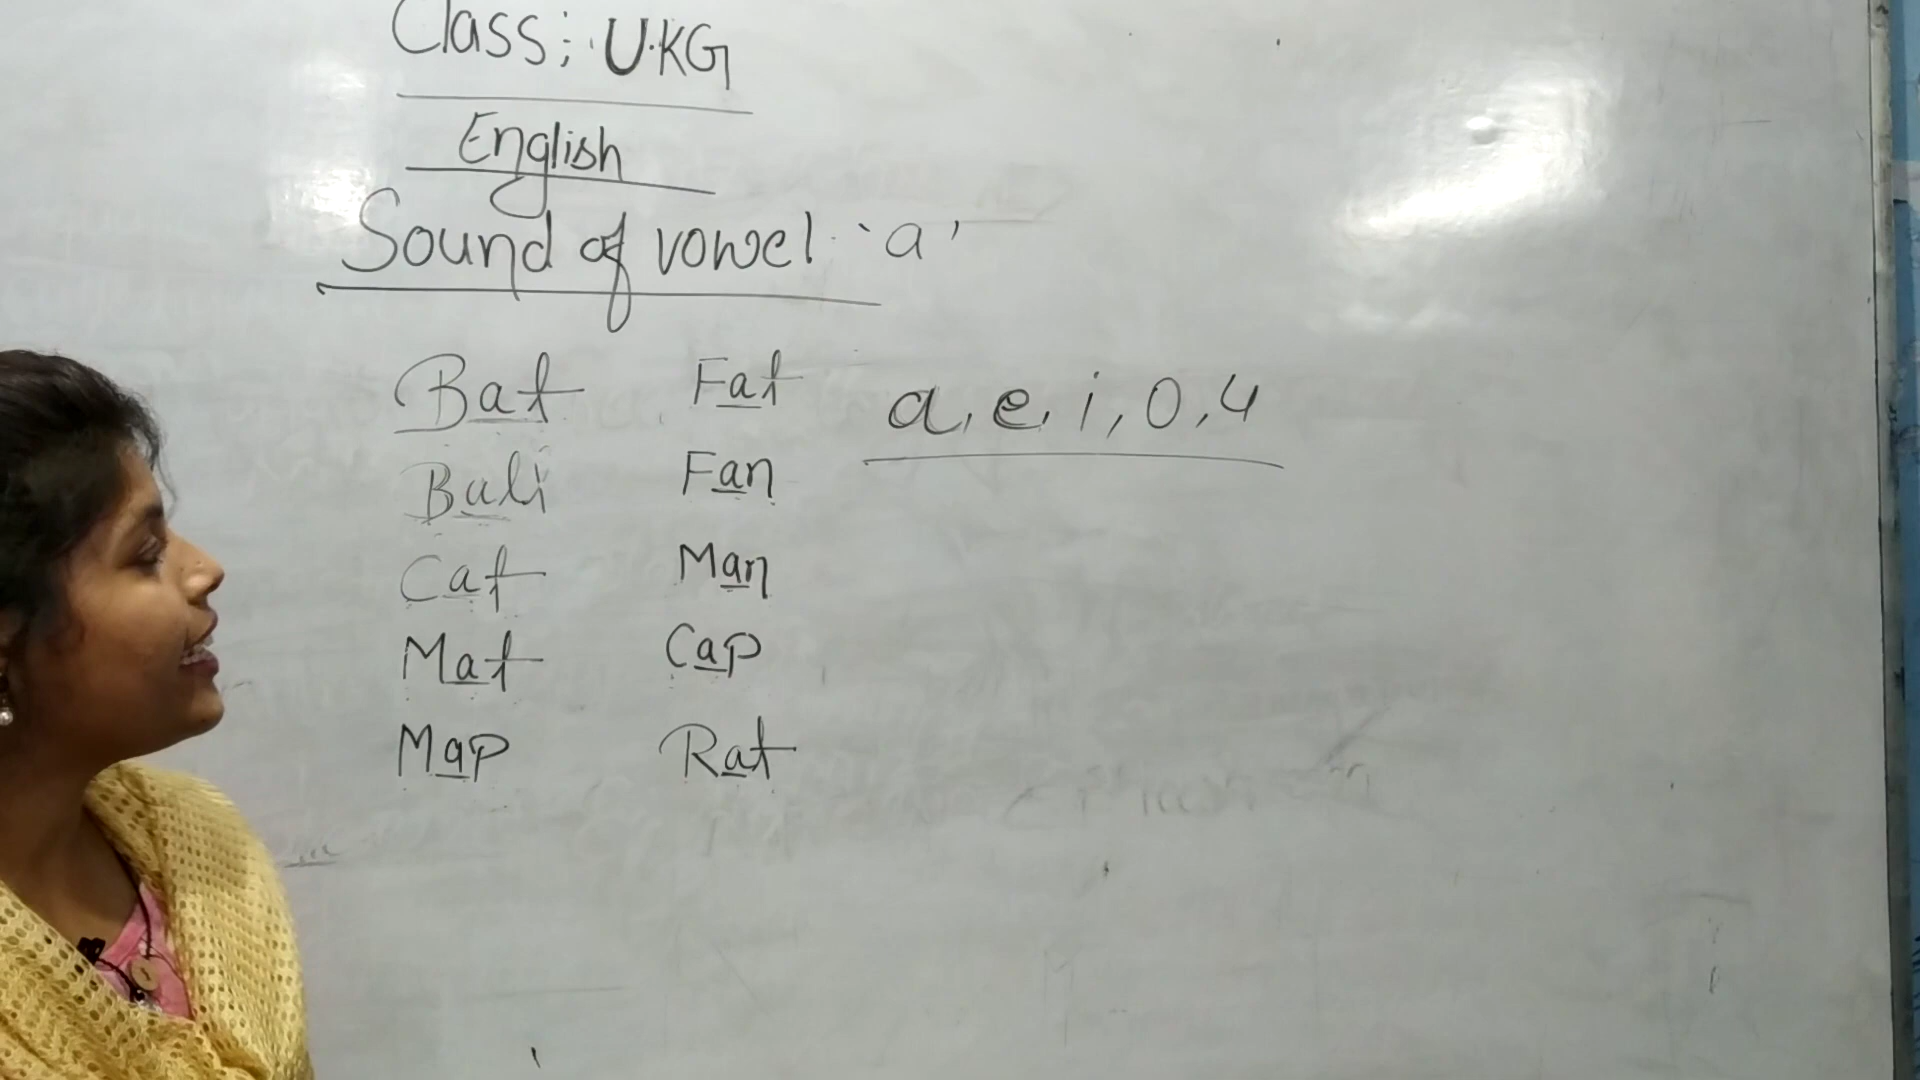 Class; U.KG
English
Sound of vowel 'a'
Bat Fat a, e, i, o, u
Bali Fan
Cat Man
Mat Cap
Map Rat